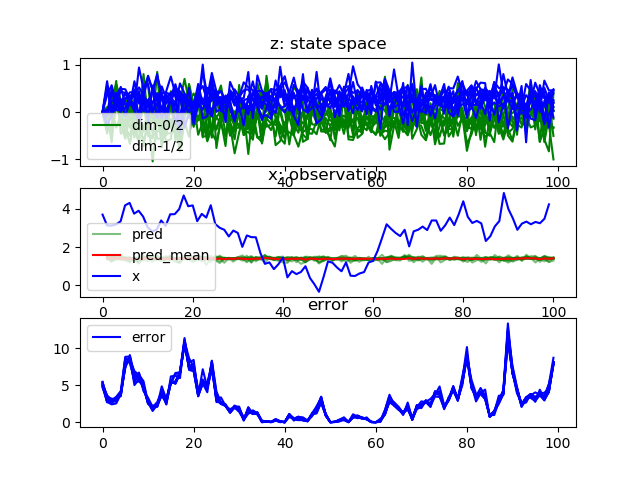 z: state space
1
0
−1
dim-0/2
dim-1/2
0 20 40 60 80 100
x: observation
4
2
0
pred
pred_mean
x
0 20 40 60 80 100
error
10
5
0
error
0 20 40 60 80 100